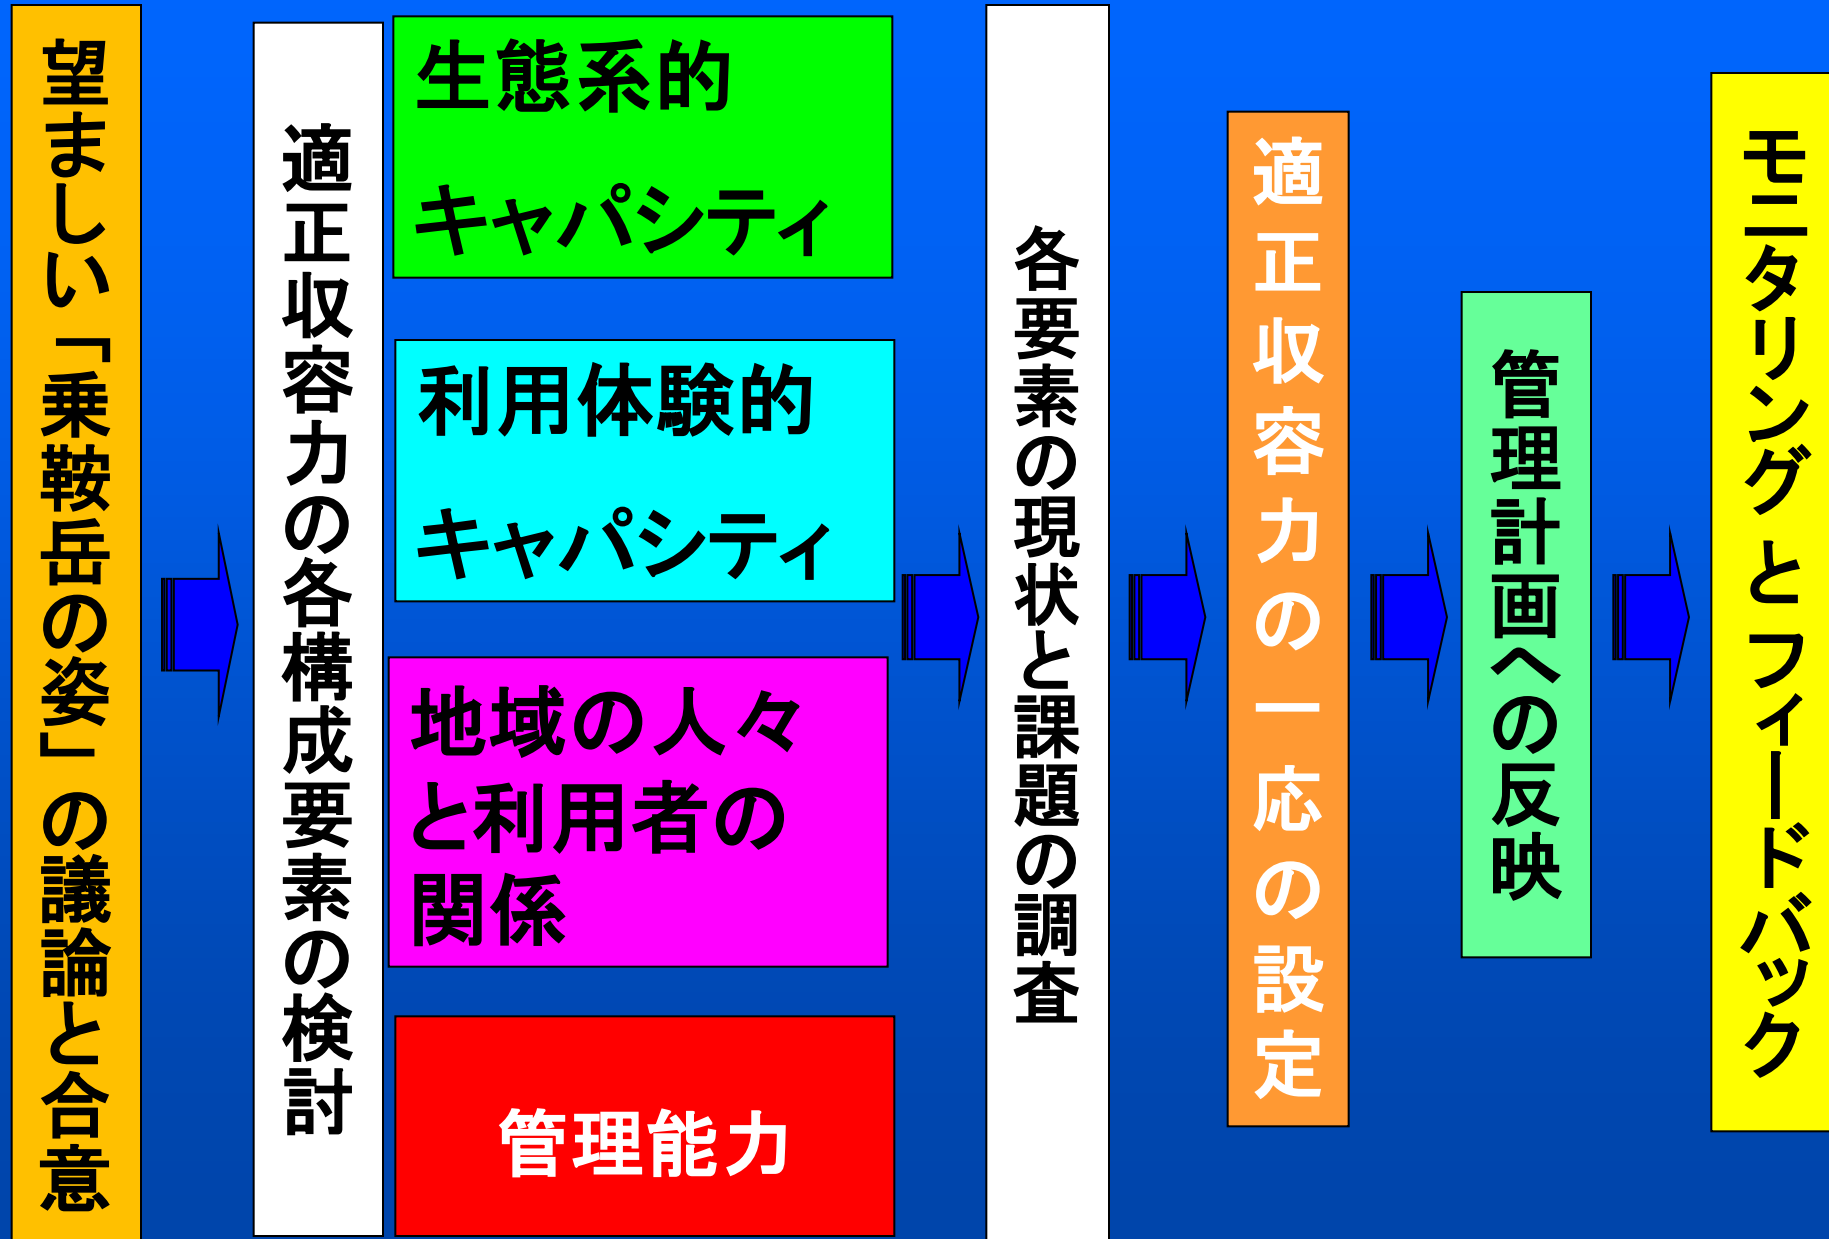 望ましい「乗鞍岳の姿」の議論と合意
適正収容力の各構成要素の検討
生態系的
キャパシティ
利用体験的
キャパシティ
地域の人々
と利用者の
関係
管理能力
各要素の現状と課題の調査
適正収容力の一応の設定
管理計画への反映
モニタリングとフィードバック